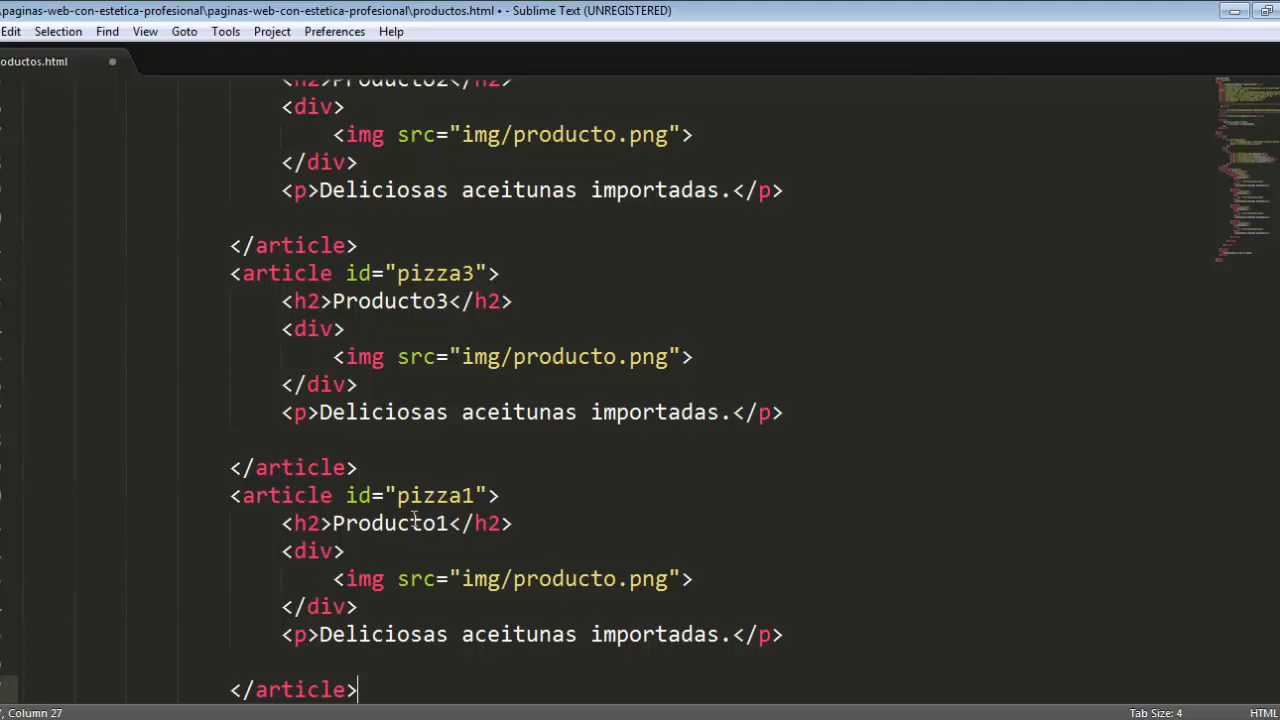 \paginas-web-con-estetica-profesional\paginas-web-con-estetica-profesional\productos.html • - Sublime Text (UNREGISTERED)
Edit Selection Find View Goto Tools Project Preferences Help
oductos.html
<h2>Producto2</h2>
<div>
<img src="img/producto.png">
</div>
<p>Deliciosas aceitunas importadas.</p>
</article>
<article id="pizza3">
<h2>Producto3</h2>
<div>
<img src="img/producto.png">
</div>
<p>Deliciosas aceitunas importadas.</p>
</article>
<article id="pizza1">
<h2>Producto1</h2>
<div>
<img src="img/producto.png">
</div>
<p>Deliciosas aceitunas importadas.</p>
</article>
, Column 27 Tab Size: 4 HTML